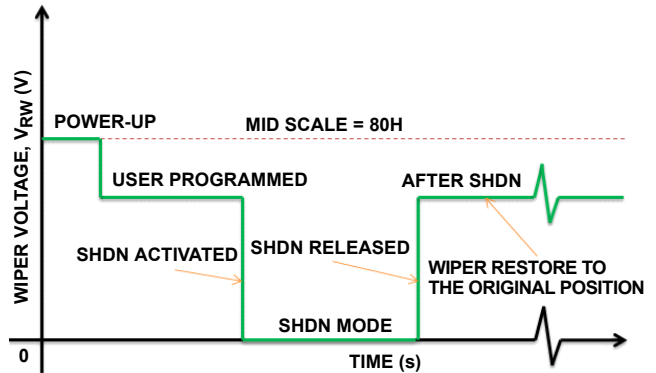 WIPER VOLTAGE, VRW (V)
POWER-UP
MID SCALE = 80H
USER PROGRAMMED
AFTER SHDN
SHDN ACTIVATED
SHDN RELEASED
WIPER RESTORE TO
THE ORIGINAL POSITION
SHDN MODE
0
TIME (s)